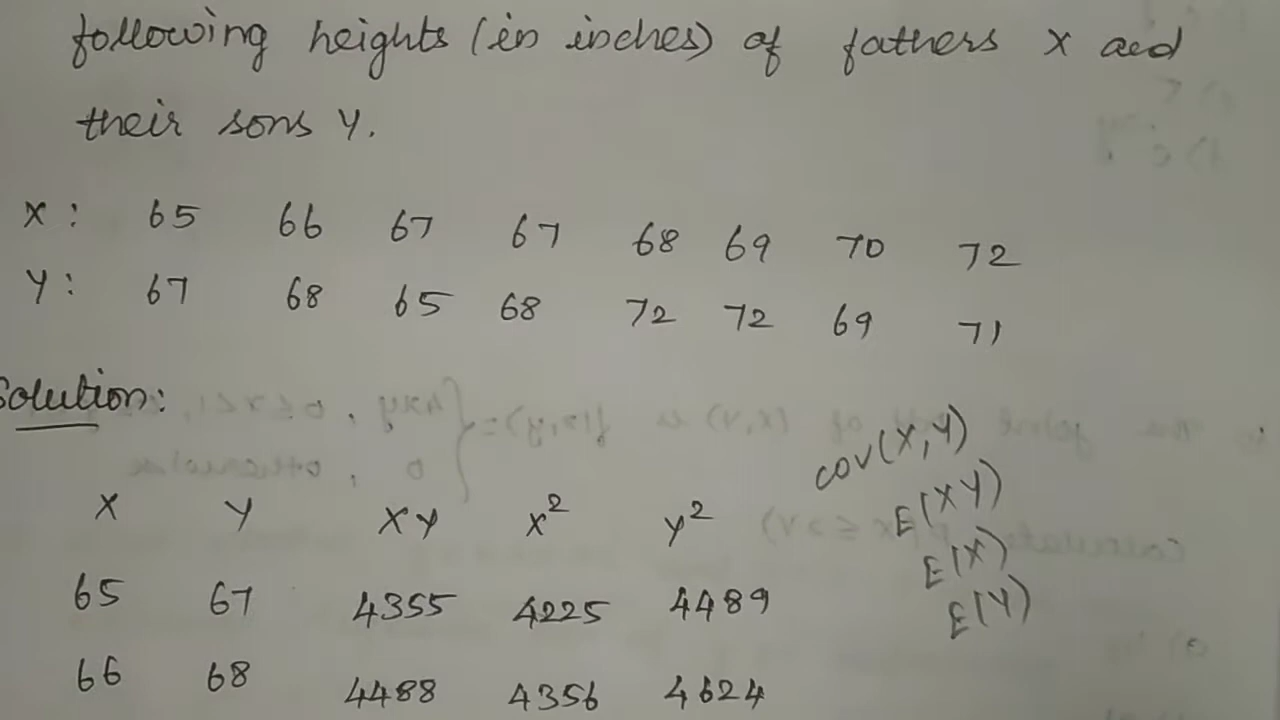 following heights (in inches) of fathers X and
their sons Y.
X : 65 66 67 67 68 69 70 72
Y : 67 68 65 68 72 72 69 71
Solution:
X Y XY X² Y²
65 67 4355 4225 4489
66 68 4488 4356 4624
cov(X,Y)
E(XY)
E(X)
E(Y)